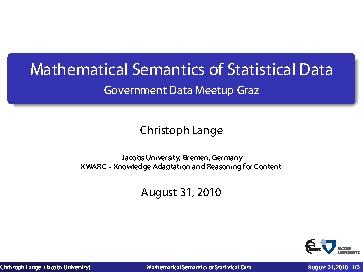 Mathematical Semantics of Statistical Data
Government Data Meetup Graz
Christoph Lange
Jacobs University, Bremen, Germany
KWARC – Knowledge Adaptation and Reasoning for Content
August 31, 2010
JACOBS
UNIVERSITY
Christoph Lange (Jacobs University)
Mathematical Semantics of Statistical Data
August 31, 2010